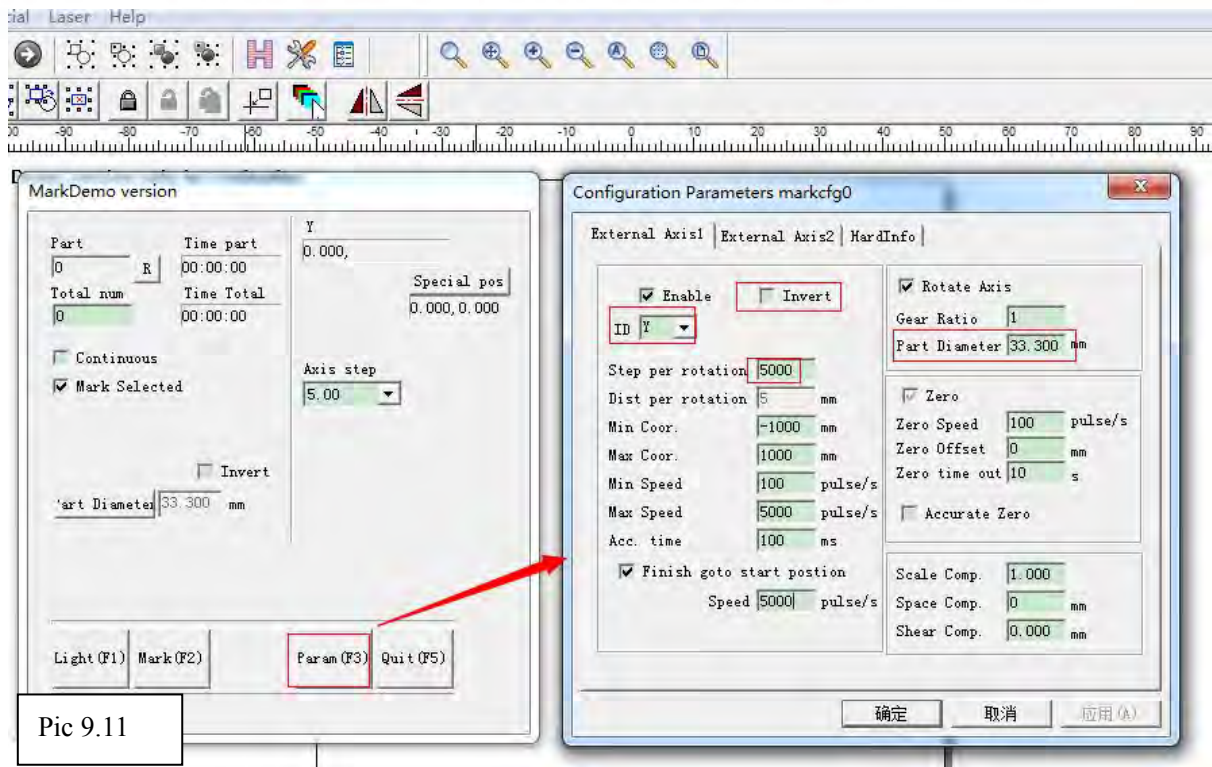 Laser Help
-90 -80 -70 -60 -50 -40 -30 -20 -10 0 10 20 30 40 50 60 70 80 90
MarkDemo version
Part Time part
0 R 00:00:00
Total num Time Total
0 00:00:00
Continuous
Mark Selected
Invert
art Diameter 33.300 mm
Y
0.000,
Special pos
0.000,0.000
Axis step
5.00
Light(F1) Mark(F2) Param(F3) Quit(F5)
Pic 9.11
Configuration Parameters markcfg0
External Axis1 External Axis2 HardInfo
Enable Invert
ID Y
Step per rotation 5000
Dist per rotation 5 mm
Min Coor. -1000 mm
Max Coor. 1000 mm
Min Speed 100 pulse/s
Max Speed 5000 pulse/s
Acc. time 100 ms
Finish goto start postion
Speed 5000 pulse/s
Rotate Axis
Gear Ratio 1
Part Diameter 33.300 mm
Zero
Zero Speed 100 pulse/s
Zero Offset 0 mm
Zero time out 10 s
Accurate Zero
Scale Comp. 1.000
Space Comp. 0 mm
Shear Comp. 0.000 mm
确定 取消 应用(A)